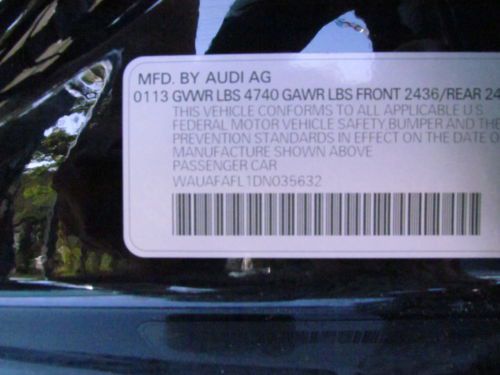 MFD. BY AUDI AG
0113 GVWR LBS 4740 GAWR LBS FRONT 2436/REAR 24
THIS VEHICLE CONFORMS TO ALL APPLICABLE U S
FEDERAL MOTOR VEHICLE SAFETY BUMPER AND THE
PREVENTION STANDARDS IN EFFECT ON THE DATE O
MANUFACTURE SHOWN ABOVE
PASSENGER CAR
WAUAFAFL1DN035632